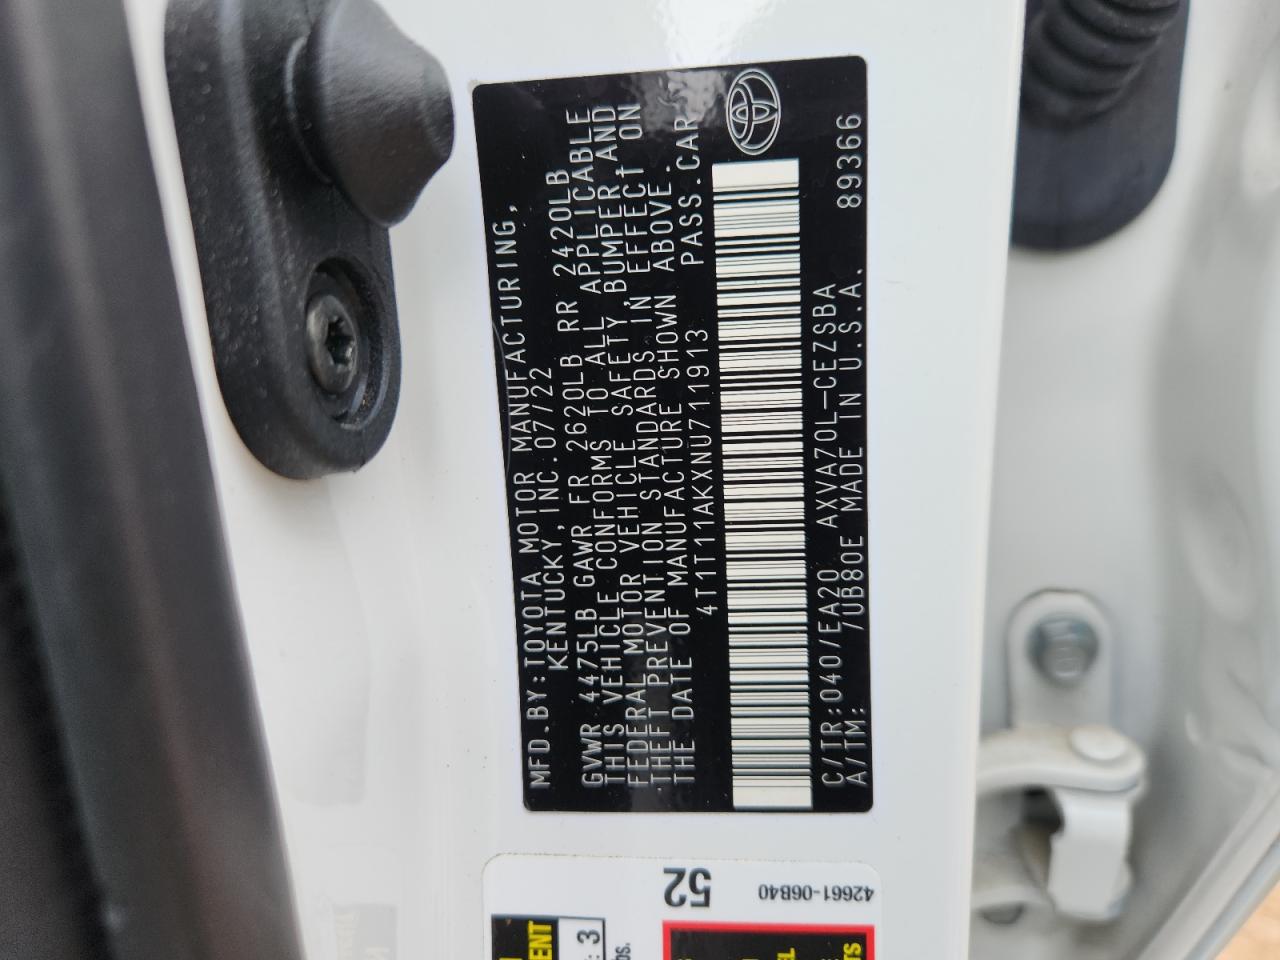 MFD.BY:TOYOTA MOTOR MANUFACTURING,
KENTUCKY,INC.07/22
GVWR 4475LB GAWR FR 2620LB RR 2420LB
THIS VEHICLE CONFORMS TO ALL APPLICABLE
FEDERAL MOTOR VEHICLE SAFETY,BUMPER,AND
THEFT PREVENTION STANDARDS IN EFFECT ON
THE DATE OF MANUFACTURE SHOWN ABOVE.
4T1T11AKXNU711913 PASS.CAR
C/TR:040/EA20 AXVA70L-CEZSBA 89366
A/TM: /UB80E MADE IN U.S.A.
52
42661-06B40
3